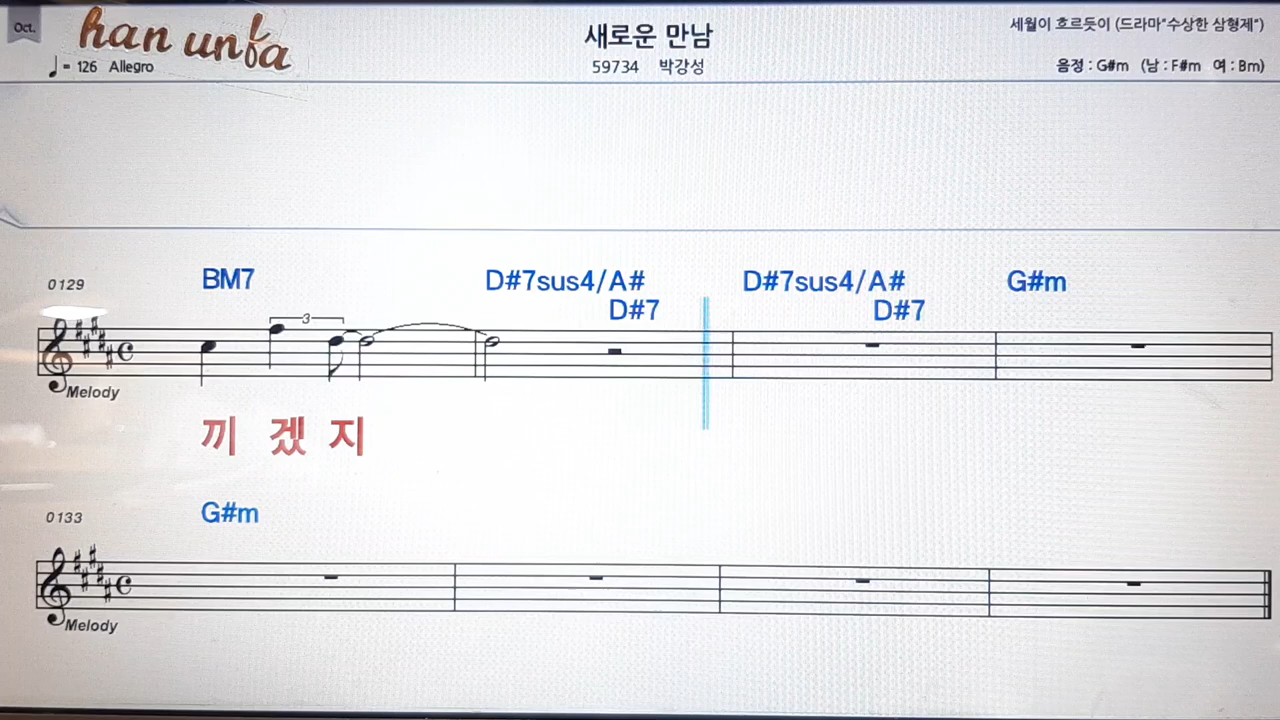 Oct.
han unba
새로운 만남
세월이 흐르듯이 (드라마"수상한 삼형제")
♩= 126 Allegro
59734 박강성
음정 : G#m (남 : F#m 여 : Bm)
0129
BM7
D#7sus4/A#
D#7
D#7sus4/A#
D#7
G#m
3
Melody
끼 겠 지
0133
G#m
Melody